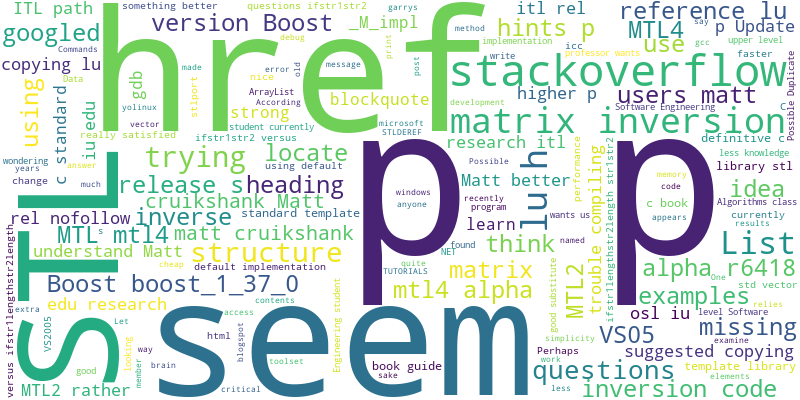 ITL path
something better
questions ifstr1str2
garrys
itl rel
reference lu
googled
version Boost
_M_impl
hints p
MTL4
say
p Update
Commands
debug
method
implementation
upper level
copying lu
href
print
use
icc
gcc
faster
using
Data
stlport
made
error
old
message
post
professor wants
write
Possible Duplicate
gdb
nice
ArrayList
According
blockquote
higher p
stackoverflow
users matt
yolinux
vector
strong
development
Software Engineering
c standard
iu edu
student currently
microsoft
STLDEREF
matrix inversion
C
really satisfied
ifstr1str2 versus
research itl
definitive c
wondering
years
answer
trying
locate
Possible
performance
less knowledge
library stl
change
much
using default
Matt better
lu h
release s
heading
p
windows
anyone
recently
program
trouble compiling
ifstr1lengthstr2length str1str2
memory
code
appears
p
idea
Algorithms class
cruikshank Matt
rel nofollow
inverse
standard template
learn
wants us
c book
currently
results
STL
MTL
s
mtl4
matt cruikshank
NET
found
named
List
understand Matt
structure
quite
TUTORIALS
think
MTL2
good substitute
std vector
cheap
default implementation
matrix
alpha r6418
One
template library
versus ifstr1lengthstr2length
Boost boost_1_37_0
mtl4 alpha
simplicity
examples
relies
edu research
contents
seem
osl iu
level Software
missing
extra
VS2005
Let
access
Perhaps
work
VS05
examine
looking
way
html
blogspot
Engineering student
toolset
suggested copying
elements
good
member
brain
book guide
sake
questions
less
MTL2 rather
critical
inversion code